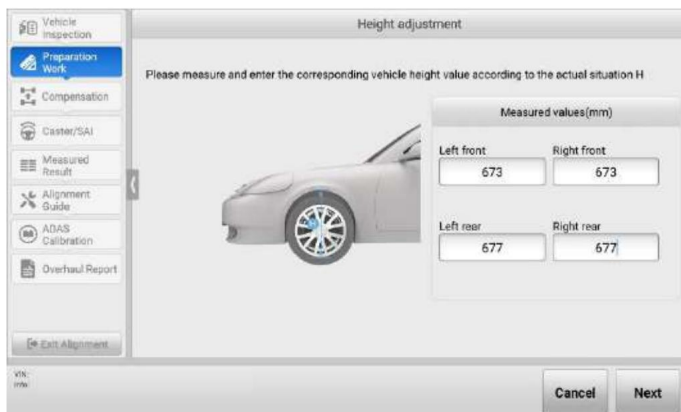 Vehicle
Inspection
Height adjustment
Preparation
Work
Please measure and enter the corresponding vehicle height value according to the actual situation H
Compensation
Measured values(mm)
Caster/SAI
Left front
Right front
673
673
Measured
Result
H
Alignment
Guide
Left rear
Right rear
677
677
ADAS
Calibration
Overhaul Report
Exit Alignment
VIN:
Info:
Cancel
Next